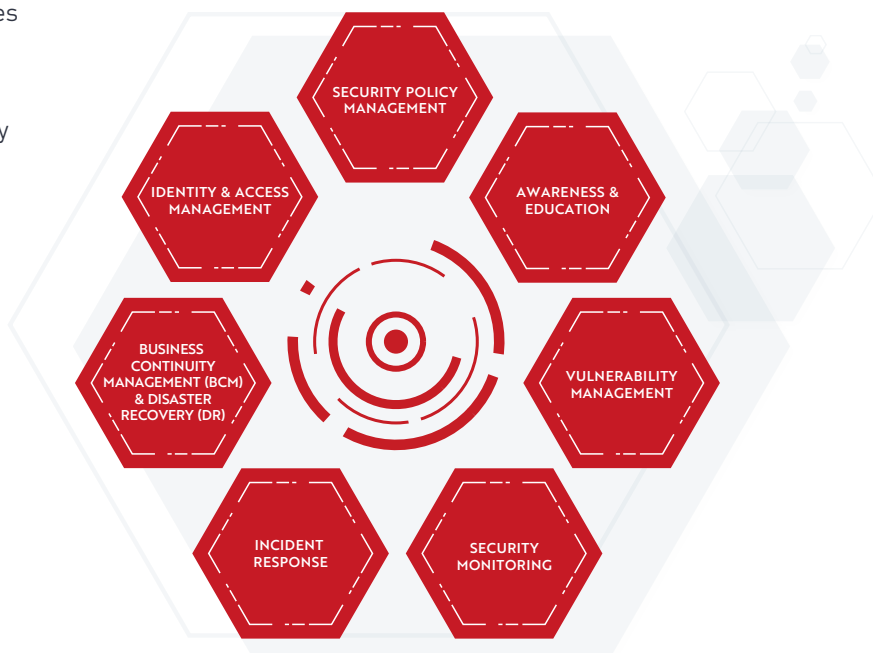 es
y
SECURITY POLICY
MANAGEMENT
IDENTITY & ACCESS
MANAGEMENT
AWARENESS &
EDUCATION
BUSINESS
CONTINUITY
MANAGEMENT (BCM)
& DISASTER
RECOVERY (DR)
VULNERABILITY
MANAGEMENT
INCIDENT
RESPONSE
SECURITY
MONITORING